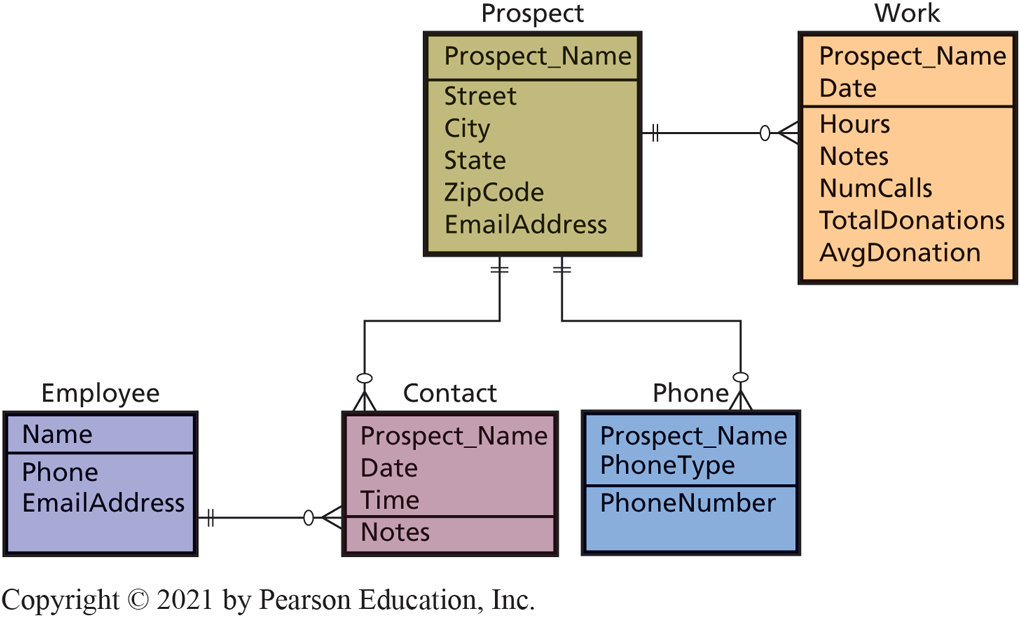 Prospect
Prospect_Name
Street
City
State
ZipCode
EmailAddress
Work
Prospect_Name
Date
Hours
Notes
NumCalls
TotalDonations
AvgDonation
Employee
Name
Phone
EmailAddress
Contact
Prospect_Name
Date
Time
Notes
Phone
Prospect_Name
PhoneType
PhoneNumber
Copyright © 2021 by Pearson Education, Inc.